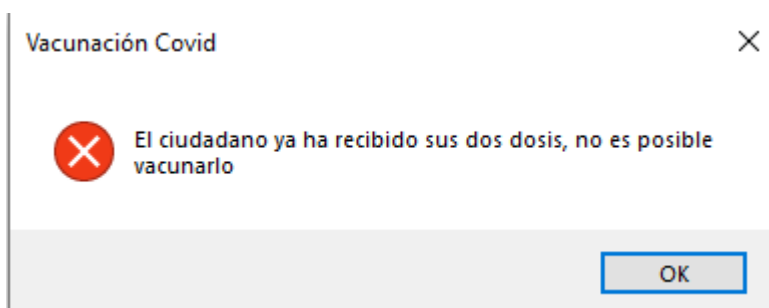 Vacunación Covid
El ciudadano ya ha recibido sus dos dosis, no es posible
vacunarlo
OK